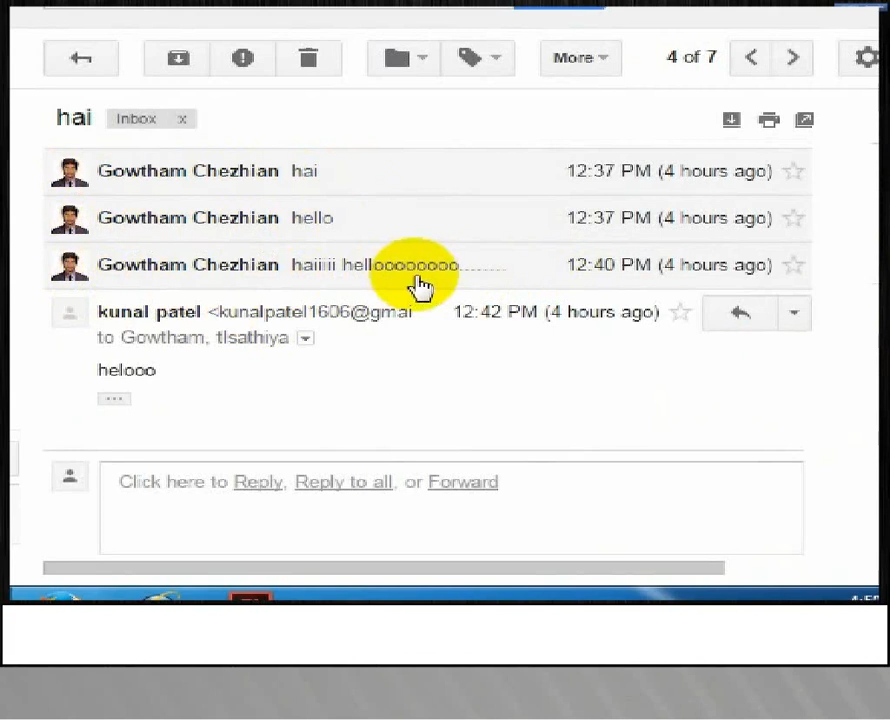 More 4 of 7
hai Inbox x
Gowtham Chezhian hai 12:37 PM (4 hours ago)
Gowtham Chezhian hello 12:37 PM (4 hours ago)
Gowtham Chezhian haiiiii helloooooooo......... 12:40 PM (4 hours ago)
kunal patel <kunalpatel1606@gmai 12:42 PM (4 hours ago)
to Gowtham, tlsathiya
helooo
Click here to Reply, Reply to all, or Forward